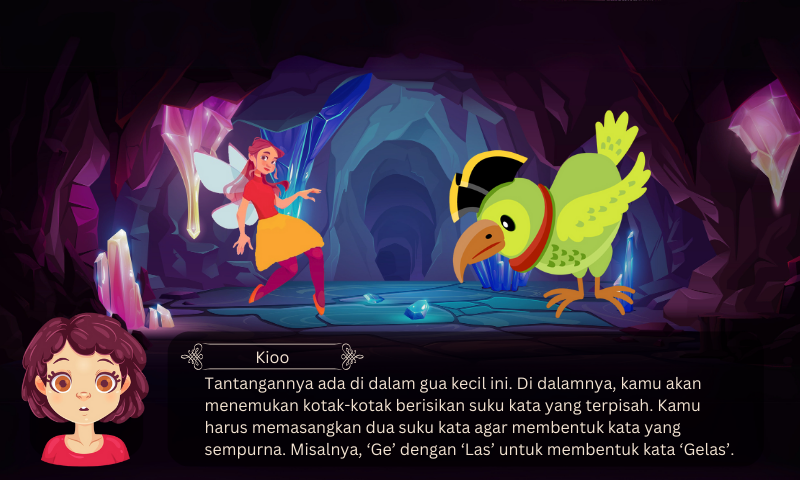 Kioo
Tantangannya ada di dalam gua kecil ini. Di dalamnya, kamu akan
menemukan kotak-kotak berisikan suku kata yang terpisah. Kamu
harus memasangkan dua suku kata agar membentuk kata yang
sempurna. Misalnya, ‘Ge’ dengan ‘Las’ untuk membentuk kata ‘Gelas’.